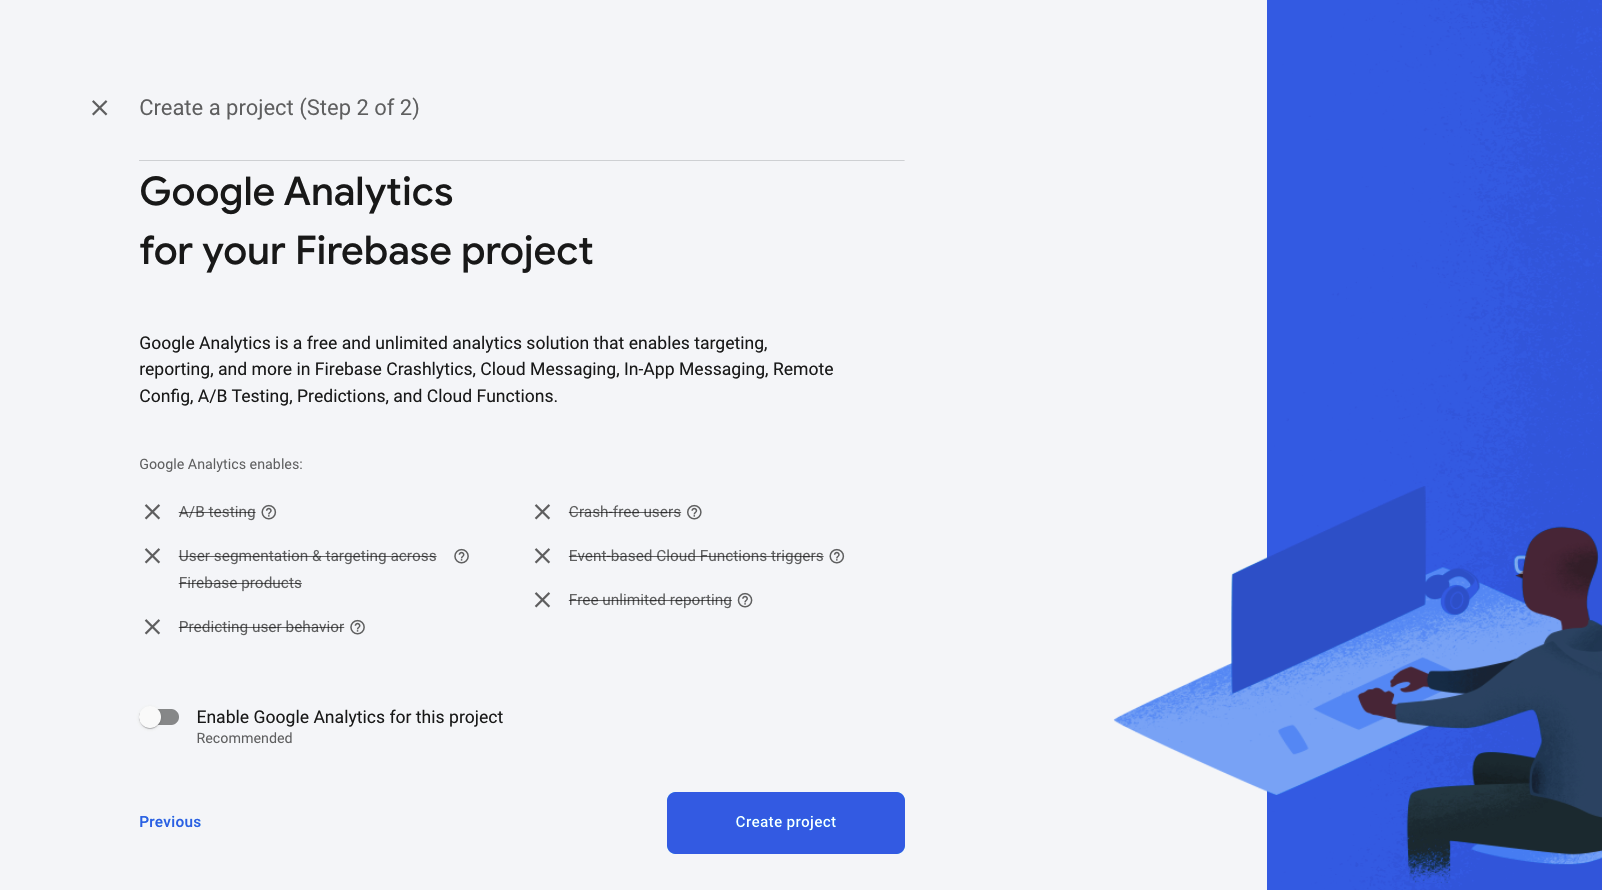 Create a project (Step 2 of 2)
Google Analytics
for your Firebase project
Google Analytics is a free and unlimited analytics solution that enables targeting,
reporting, and more in Firebase Crashlytics, Cloud Messaging, In-App Messaging, Remote
Config, A/B Testing, Predictions, and Cloud Functions.
Google Analytics enables:
A/B testing
User segmentation & targeting across
Firebase products
Predicting user behavior
Crash-free users
Event-based Cloud Functions triggers
Free unlimited reporting
Enable Google Analytics for this project
Recommended
Previous
Create project